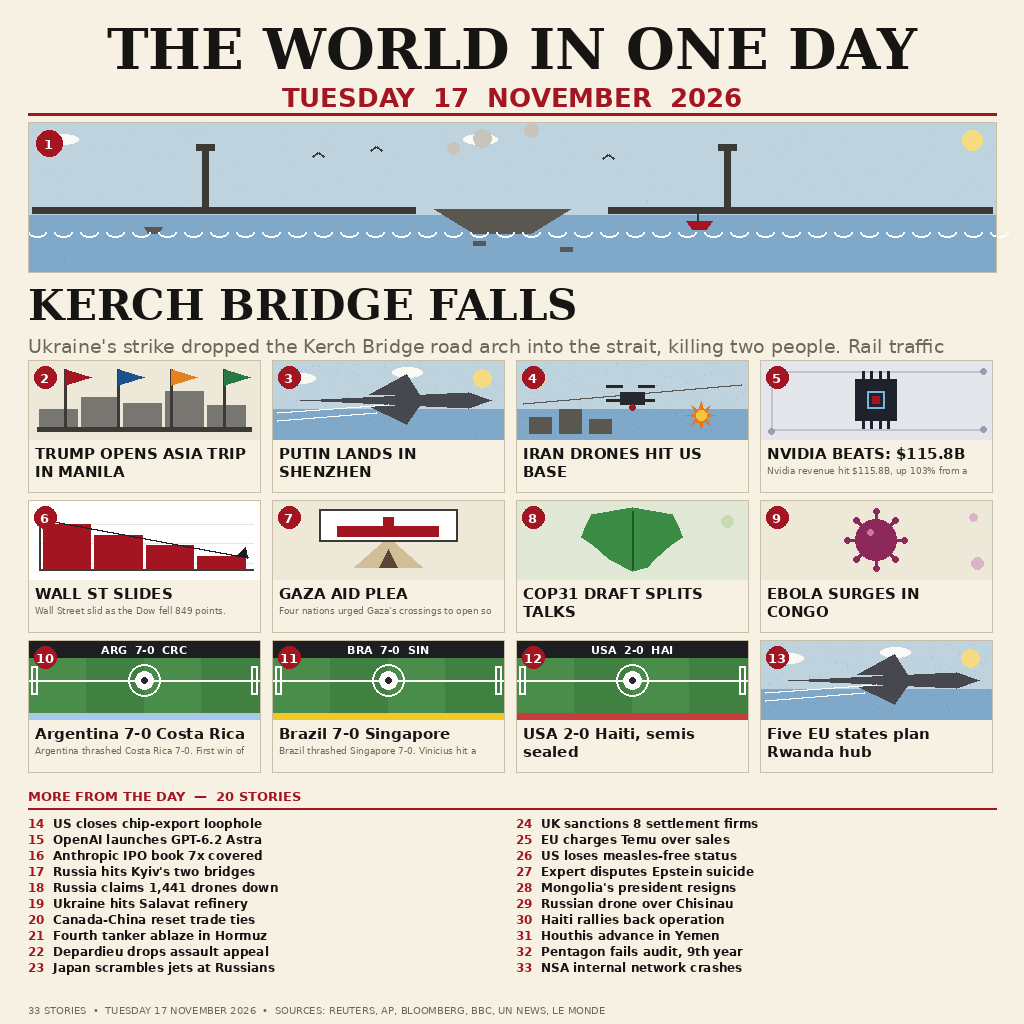 THE WORLD IN ONE DAY
TUESDAY 17 NOVEMBER 2026
1
KERCH BRIDGE FALLS
Ukraine's strike dropped the Kerch Bridge road arch into the strait, killing two people. Rail traffic
2
TRUMP OPENS ASIA TRIP
IN MANILA
3
PUTIN LANDS IN
SHENZHEN
4
IRAN DRONES HIT US
BASE
5
NVIDIA BEATS: $115.8B
Nvidia revenue hit $115.8B, up 103% from a
6
WALL ST SLIDES
Wall Street slid as the Dow fell 849 points.
7
GAZA AID PLEA
Four nations urged Gaza's crossings to open so
8
COP31 DRAFT SPLITS
TALKS
9
EBOLA SURGES IN
CONGO
10
ARG 7-0 CRC
Argentina 7-0 Costa Rica
Argentina thrashed Costa Rica 7-0. First win of
11
BRA 7-0 SIN
Brazil 7-0 Singapore
Brazil thrashed Singapore 7-0. Vinicius hit a
12
USA 2-0 HAI
USA 2-0 Haiti, semis
sealed
13
Five EU states plan
Rwanda hub
MORE FROM THE DAY — 20 STORIES
14 US closes chip-export loophole
15 OpenAI launches GPT-6.2 Astra
16 Anthropic IPO book 7x covered
17 Russia hits Kyiv's two bridges
18 Russia claims 1,441 drones down
19 Ukraine hits Salavat refinery
20 Canada-China reset trade ties
21 Fourth tanker ablaze in Hormuz
22 Depardieu drops assault appeal
23 Japan scrambles jets at Russians
24 UK sanctions 8 settlement firms
25 EU charges Temu over sales
26 US loses measles-free status
27 Expert disputes Epstein suicide
28 Mongolia's president resigns
29 Russian drone over Chisinau
30 Haiti rallies back operation
31 Houthis advance in Yemen
32 Pentagon fails audit, 9th year
33 NSA internal network crashes
33 STORIES • TUESDAY 17 NOVEMBER 2026 • SOURCES: REUTERS, AP, BLOOMBERG, BBC, UN NEWS, LE MONDE